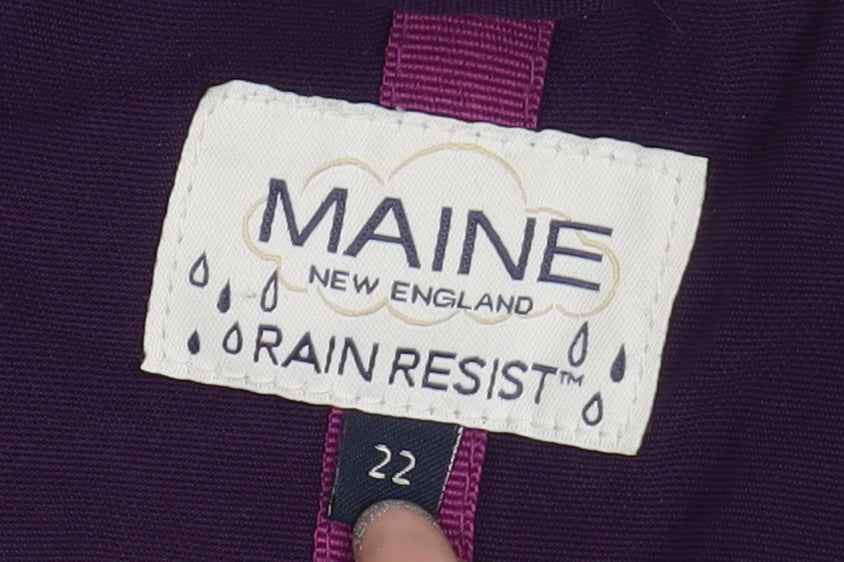 MAINE
NEW ENGLAND
RAIN RESIST™
22